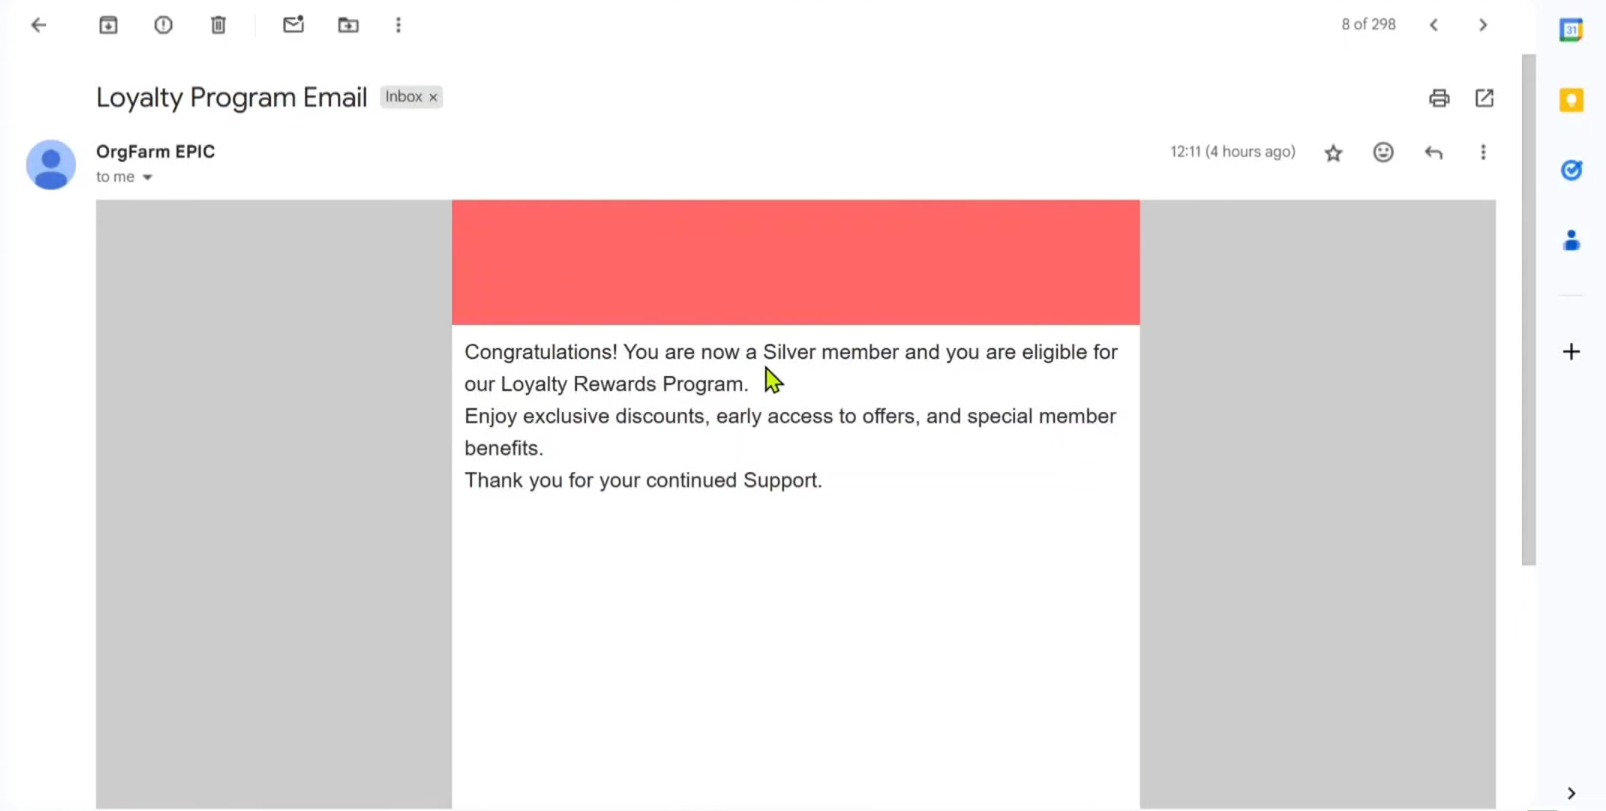 8 of 298
31
Loyalty Program Email Inbox ×
OrgFarm EPIC 12:11 (4 hours ago)
to me
Congratulations! You are now a Silver member and you are eligible for
our Loyalty Rewards Program.
Enjoy exclusive discounts, early access to offers, and special member
benefits.
Thank you for your continued Support.